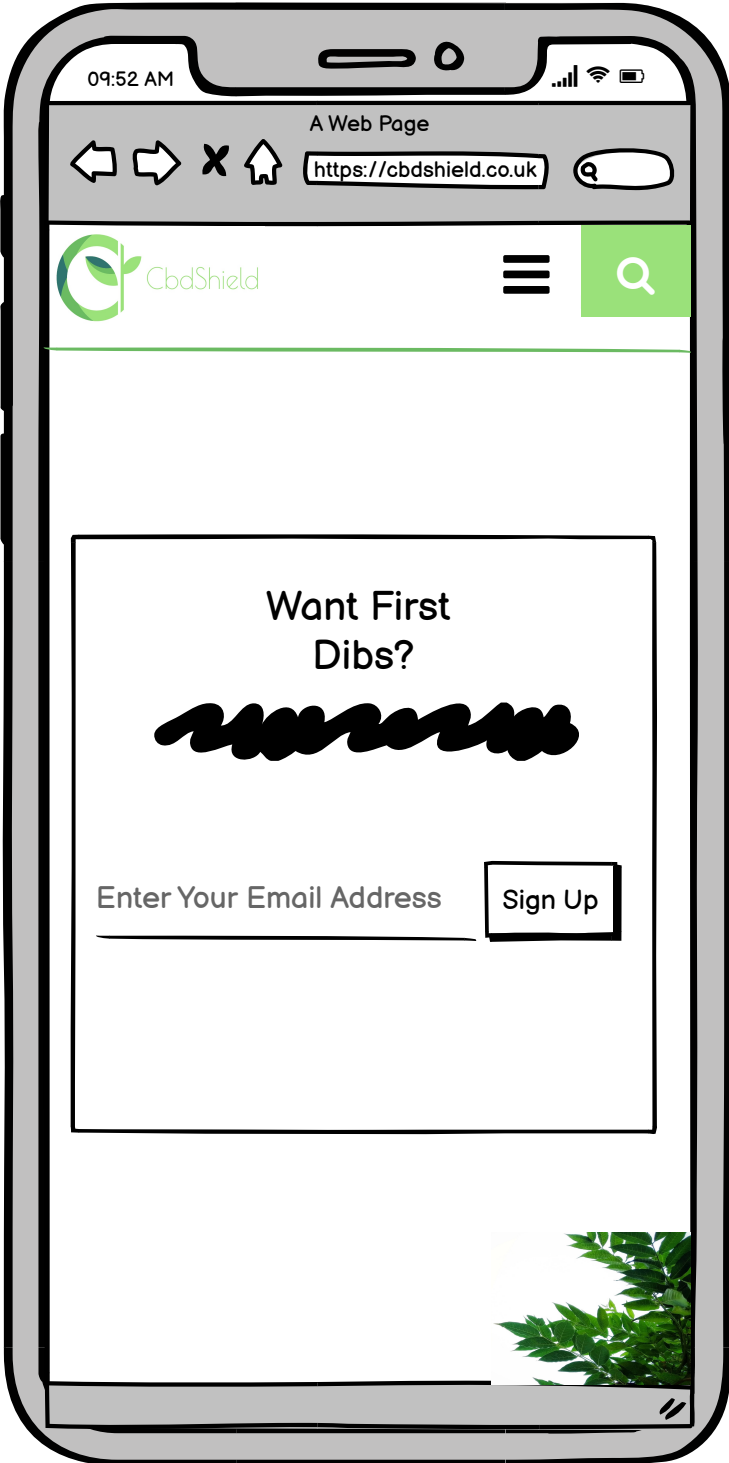 09:52 AM
A Web Page
https://cbdshield.co.uk
CbdShield
Want First
Dibs?
Enter Your Email Address
Sign Up